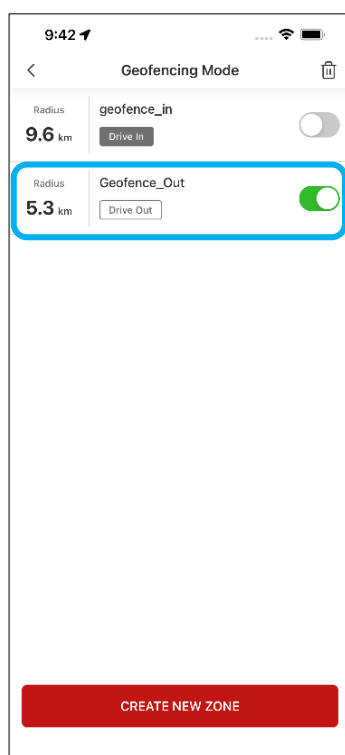 9:42
Geofencing Mode
Radius
9.6 km
geofence_in
Drive In
Radius
5.3 km
Geofence_Out
Drive Out
CREATE NEW ZONE